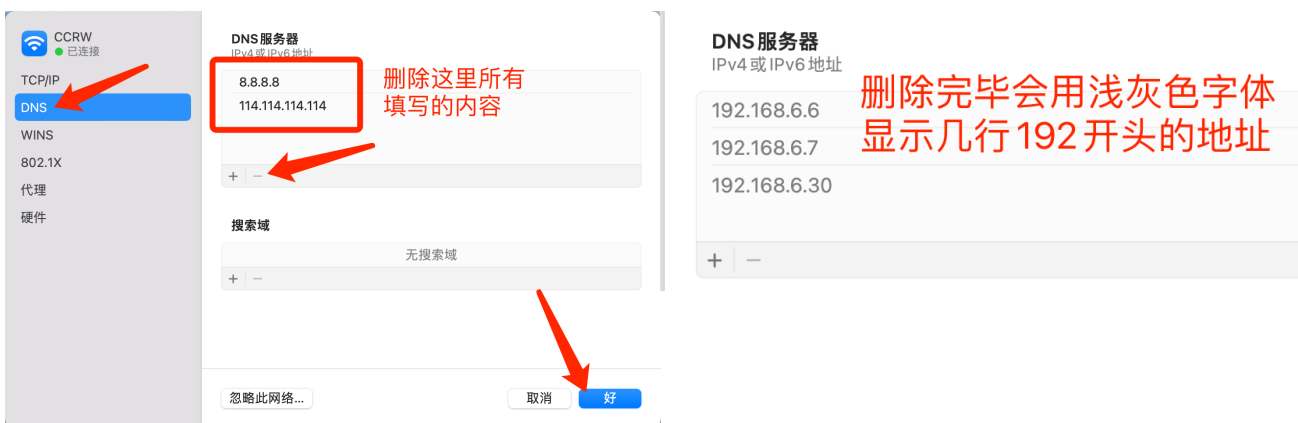 CCRW
已连接
TCP/IP
DNS
WINS
802.1X
代理
硬件
DNS服务器
IPv4或IPv6地址
8.8.8.8
114.114.114.114
删除这里所有
填写的内容
+ −
搜索域
无搜索域
+ −
忽略此网络...
取消
好
DNS服务器
IPv4或IPv6地址
192.168.6.6
192.168.6.7
192.168.6.30
删除完毕会用浅灰色字体
显示几行192开头的地址
+ −